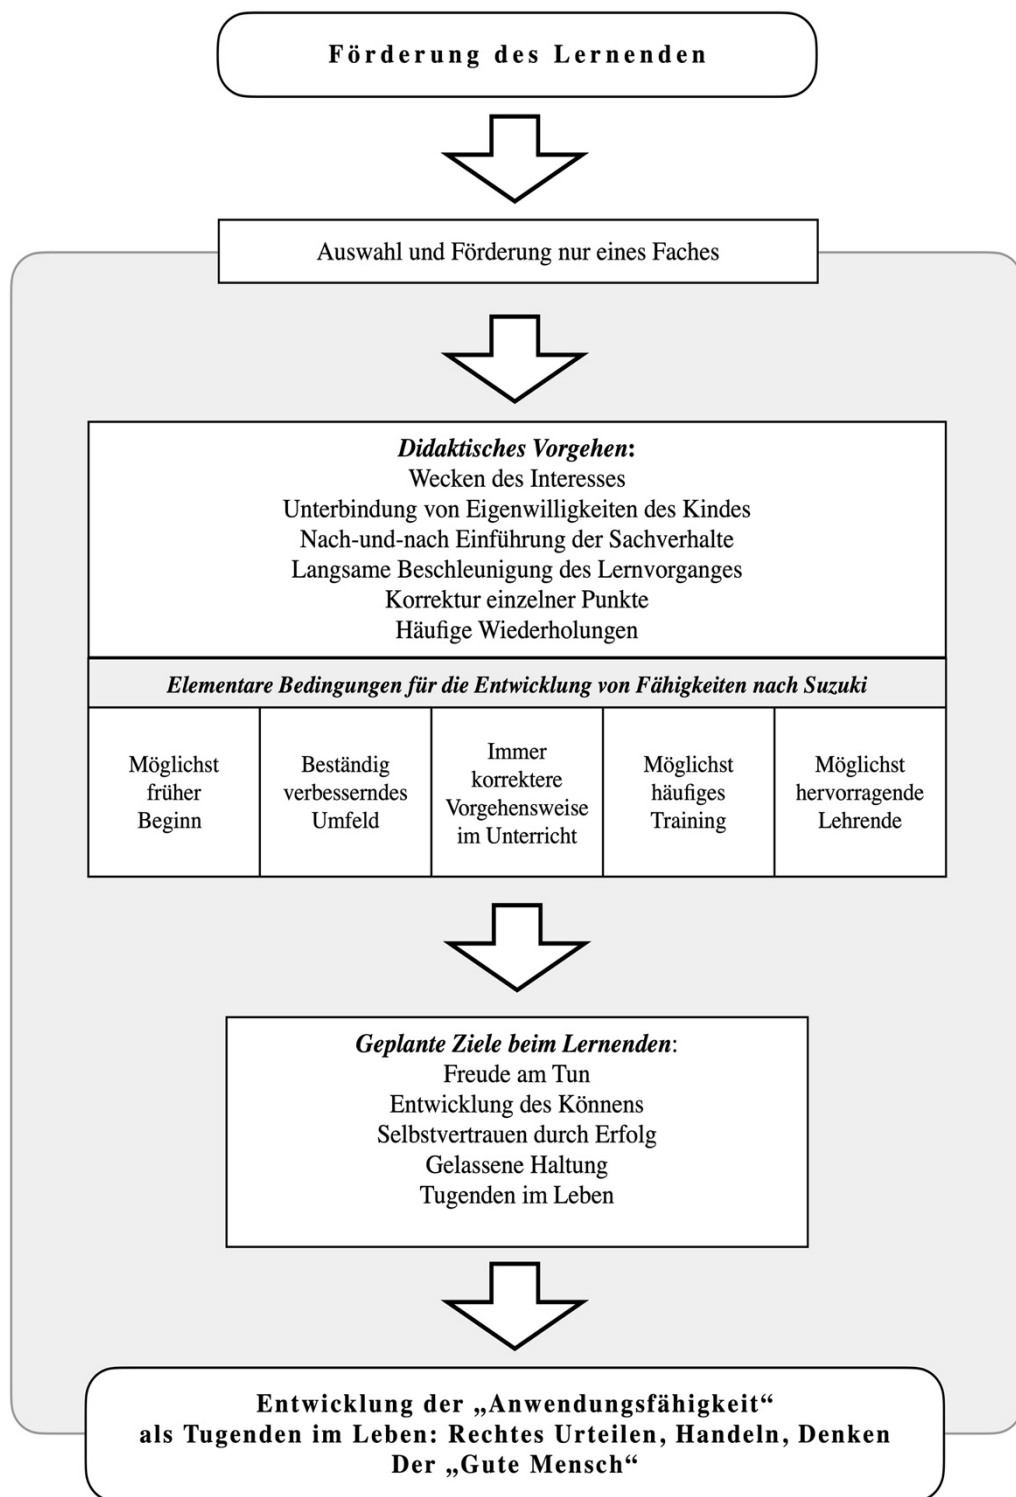 Förderung des Lernenden
Auswahl und Förderung nur eines Faches
Didaktisches Vorgehen:
Wecken des Interesses
Unterbindung von Eigenwilligkeiten des Kindes
Nach-und-nach Einführung der Sachverhalte
Langsame Beschleunigung des Lernvorganges
Korrektur einzelner Punkte
Häufige Wiederholungen
Elementare Bedingungen für die Entwicklung von Fähigkeiten nach Suzuki
Möglichst
früher
Beginn
Beständig
verbesserndes
Umfeld
Immer
korrektere
Vorgehensweise
im Unterricht
Möglichst
häufiges
Training
Möglichst
hervorragende
Lehrende
Geplante Ziele beim Lernenden:
Freude am Tun
Entwicklung des Könnens
Selbstvertrauen durch Erfolg
Gelassene Haltung
Tugenden im Leben
Entwicklung der „Anwendungsfähigkeit“
als Tugenden im Leben: Rechtes Urteilen, Handeln, Denken
Der „Gute Mensch“